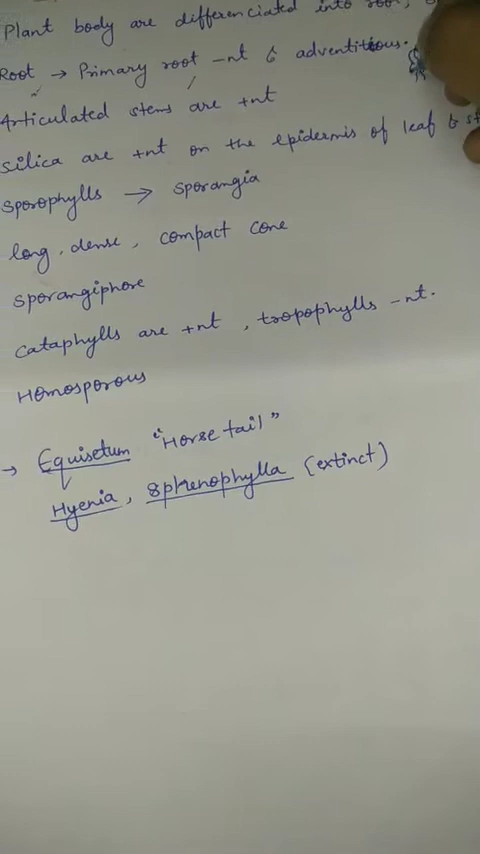 Plant body are differenciated into root,
Root → Primary root -nt & adventitious.
Articulated stems are +nt
Silica are +nt on the epidermis of leaf &
Sporophylls → sporangia
long, dense, compact cone
Sporangiphore
Cataphylls are +nt, tropophylls -nt.
Homosporous
→ Equisetum "Horse tail"
Hyenia, sphenophylla (extinct)